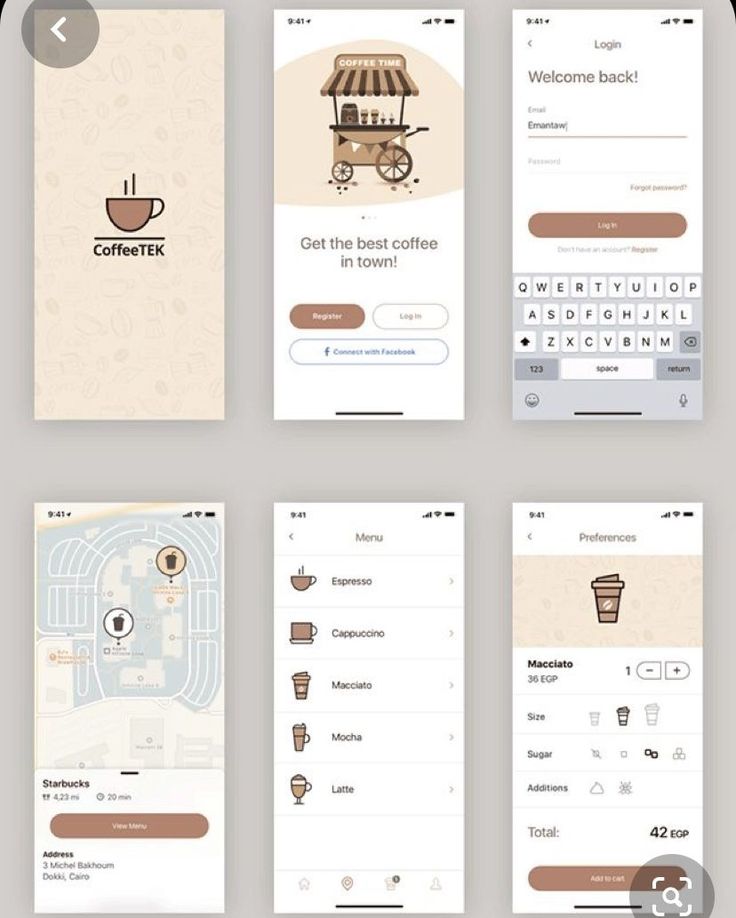 CoffeeTEK
9:41
COFFEE TIME
Get the best coffee
in town!
Register
Log In
f Connect with Facebook
9:41
Login
Welcome back!
Email
Emantaw
Password
Forgot password?
Log In
Don't have an account? Register
Q W E R T Y U I O P
A S D F G H J K L
Z X C V B N M
123 space return
9:41
Starbucks
4,23 mi 20 min
View Menu
Address
3 Michel Bakhoum
Dokki, Cairo
9:41
Menu
Espresso
Cappuccino
Macciato
Mocha
Latte
9:41
Preferences
Macciato
36 EGP
1 − +
Size
Sugar
Additions
Total: 42 EGP
Add to cart